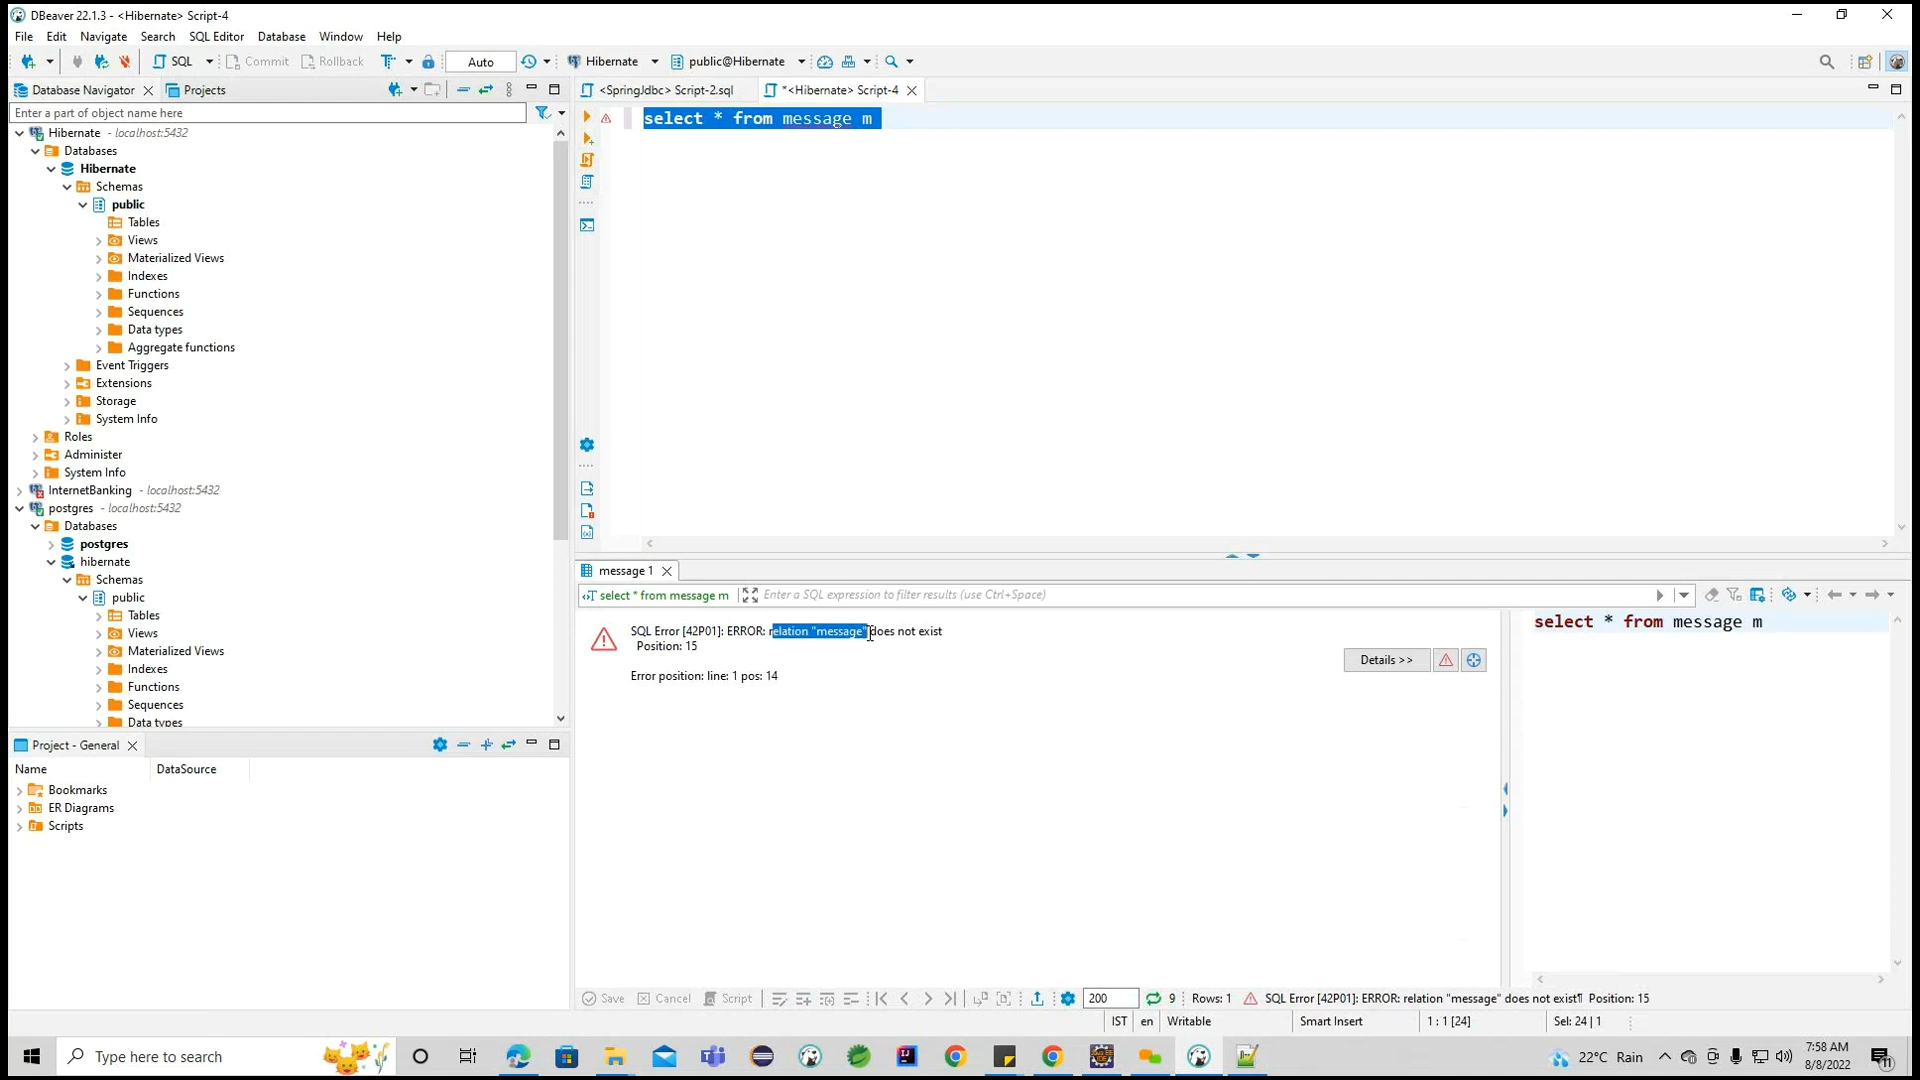 DBeaver 22.1.3 - <Hibernate> Script-4
File Edit Navigate Search SQL Editor Database Window Help
SQL Commit Rollback Auto Hibernate public@Hibernate
Database Navigator Projects
<SpringJdbc> Script-2.sql *<Hibernate> Script-4
Enter a part of object name here
select * from message m
Hibernate - localhost:5432
Databases
Hibernate
Schemas
public
Tables
Views
Materialized Views
Indexes
Functions
Sequences
Data types
Aggregate functions
Event Triggers
Extensions
Storage
System Info
Roles
Administer
System Info
InternetBanking - localhost:5432
postgres - localhost:5432
Databases
postgres
hibernate
Schemas
public
Tables
Views
Materialized Views
Indexes
Functions
Sequences
Data types
message 1
select * from message m Enter a SQL expression to filter results (use Ctrl+Space)
SQL Error [42P01]: ERROR: relation "message" does not exist
Position: 15
Error position: line: 1 pos: 14
Details >>
select * from message m
Project - General
Name DataSource
Bookmarks
ER Diagrams
Scripts
Save Cancel Script 200 9 Rows: 1 SQL Error [42P01]: ERROR: relation "message" does not exist¶ Position: 15
IST en Writable Smart Insert 1 : 1 [24] Sel: 24 | 1
Type here to search
22°C Rain
7:58 AM
8/8/2022
11